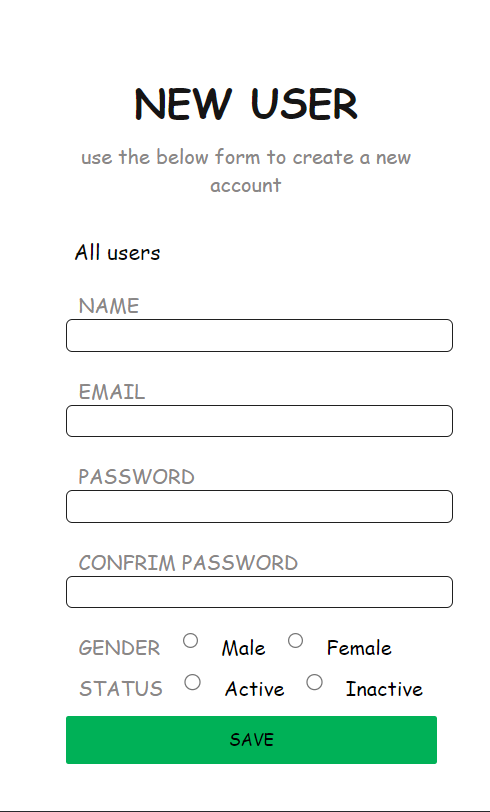 NEW USER
use the below form to create a new
account
All users
NAME
EMAIL
PASSWORD
CONFRIM PASSWORD
GENDER Male Female
STATUS Active Inactive
SAVE